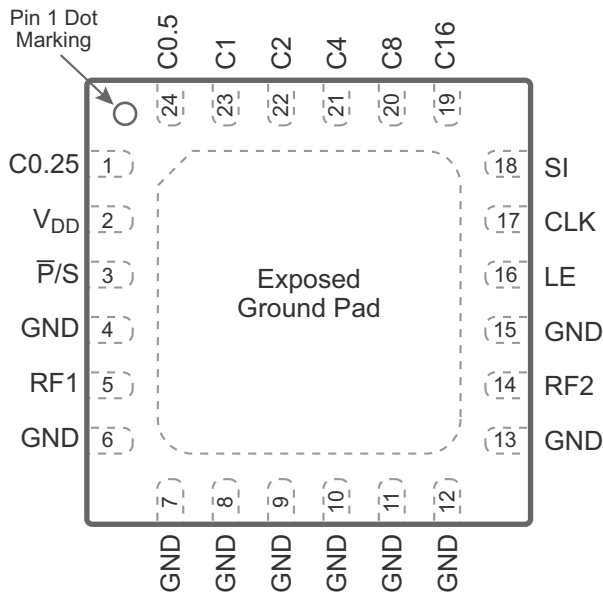 Pin 1 Dot
Marking
C0.5 C1 C2 C4 C8 C16
24 23 22 21 20 19
C0.25 1
VDD 2
P̅/S 3
GND 4
RF1 5
GND 6
Exposed
Ground Pad
18 SI
17 CLK
16 LE
15 GND
14 RF2
13 GND
7 8 9 10 11 12
GND GND GND GND GND GND